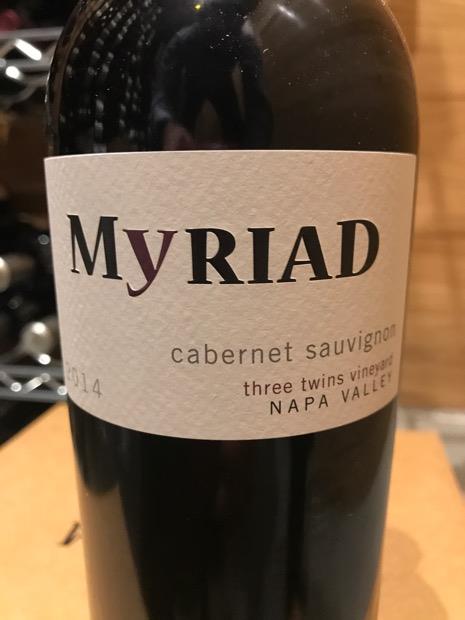 MyRIAD
cabernet sauvignon
2014
three twins vineyard
NAPA VALLEY